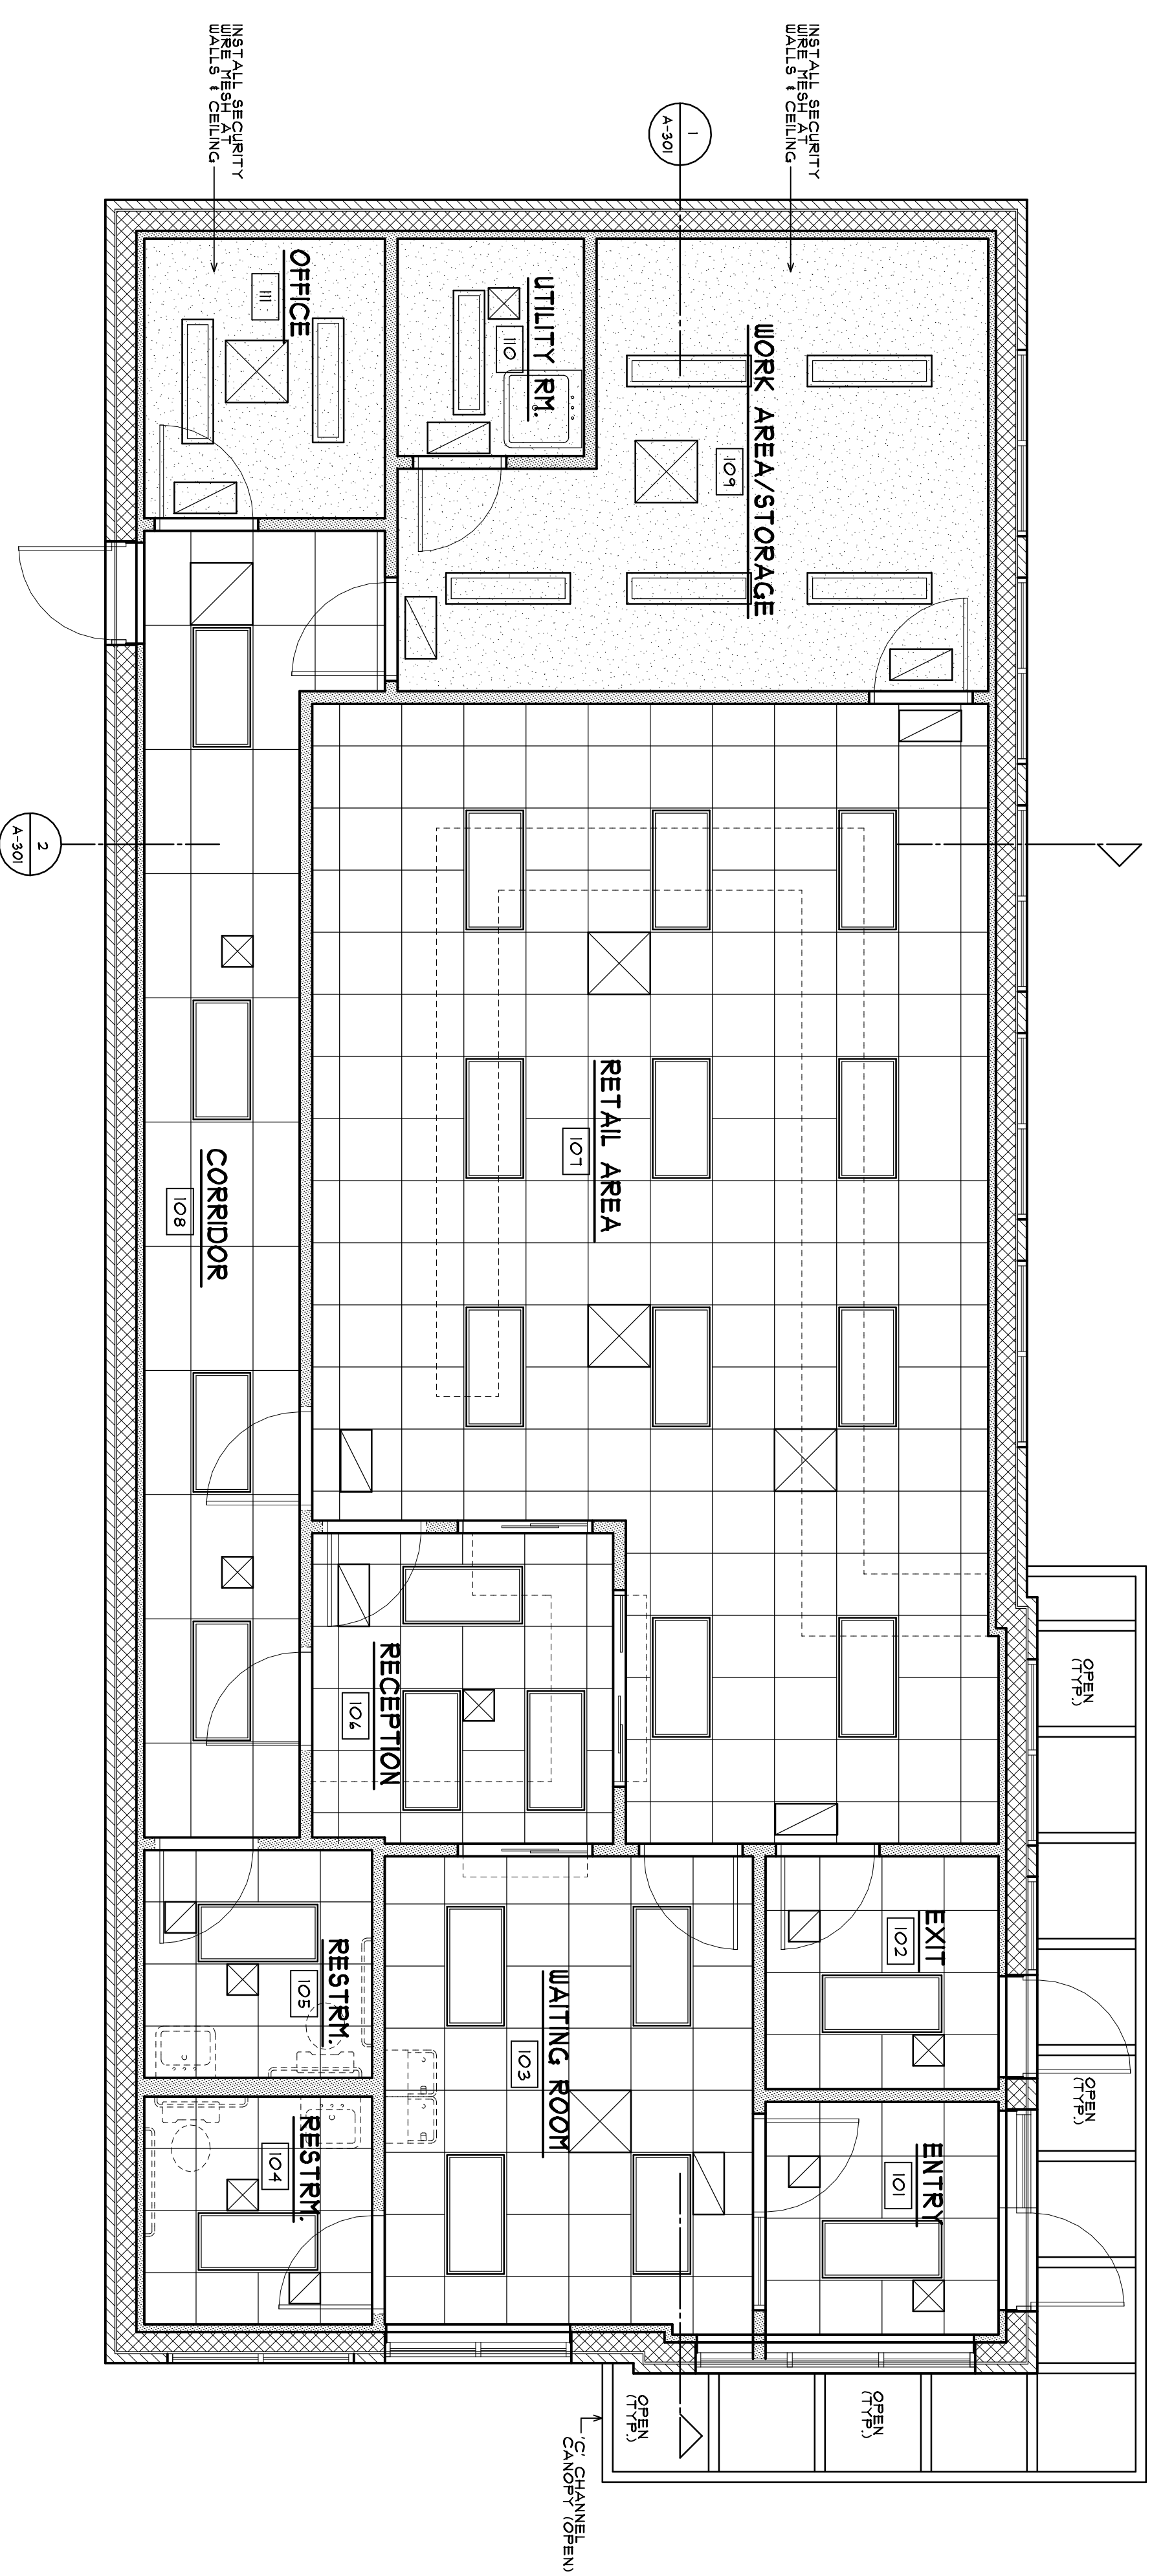 INSTALL SECURITY
WIRE MESH AT
WALLS & CEILING
1
A-301
INSTALL SECURITY
WIRE MESH AT
WALLS & CEILING
WORK AREA/STORAGE
109
UTILITY RM.
110
OFFICE
111
2
A-301
RETAIL AREA
107
CORRIDOR
108
RECEPTION
106
EXIT
102
ENTRY
101
WAITING ROOM
103
RESTRM.
105
RESTRM.
104
OPEN
(TYP.)
OPEN
(TYP.)
OPEN
(TYP.)
OPEN
(TYP.)
'C' CHANNEL
CANOPY (OPEN)